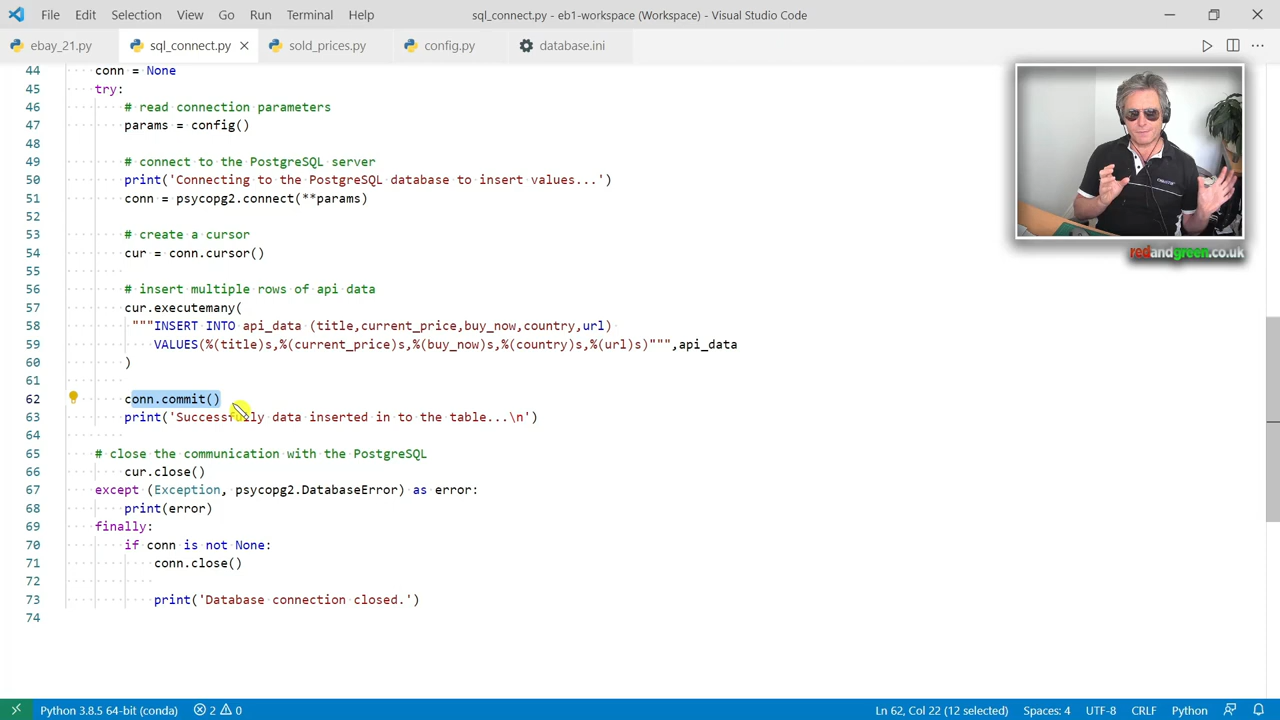 File Edit Selection View Go Run Terminal Help sql_connect.py - eb1-workspace (Workspace) - Visual Studio Code
ebay_21.py sql_connect.py sold_prices.py config.py database.ini
44 conn = None
45 try:
46 # read connection parameters
47 params = config()
48
49 # connect to the PostgreSQL server
50 print('Connecting to the PostgreSQL database to insert values...')
51 conn = psycopg2.connect(**params)
52
53 # create a cursor
54 cur = conn.cursor()
55
56 # insert multiple rows of api data
57 cur.executemany(
58 """INSERT INTO api_data (title,current_price,buy_now,country,url)
59 VALUES(%(title)s,%(current_price)s,%(buy_now)s,%(country)s,%(url)s)""",api_data
60 )
61
62 conn.commit()
63 print('Successfully data inserted in to the table...\n')
64
65 # close the communication with the PostgreSQL
66 cur.close()
67 except (Exception, psycopg2.DatabaseError) as error:
68 print(error)
69 finally:
70 if conn is not None:
71 conn.close()
72
73 print('Database connection closed.')
74
redandgreen.co.uk
Python 3.8.5 64-bit (conda) 2 0 Ln 62, Col 22 (12 selected) Spaces: 4 UTF-8 CRLF Python